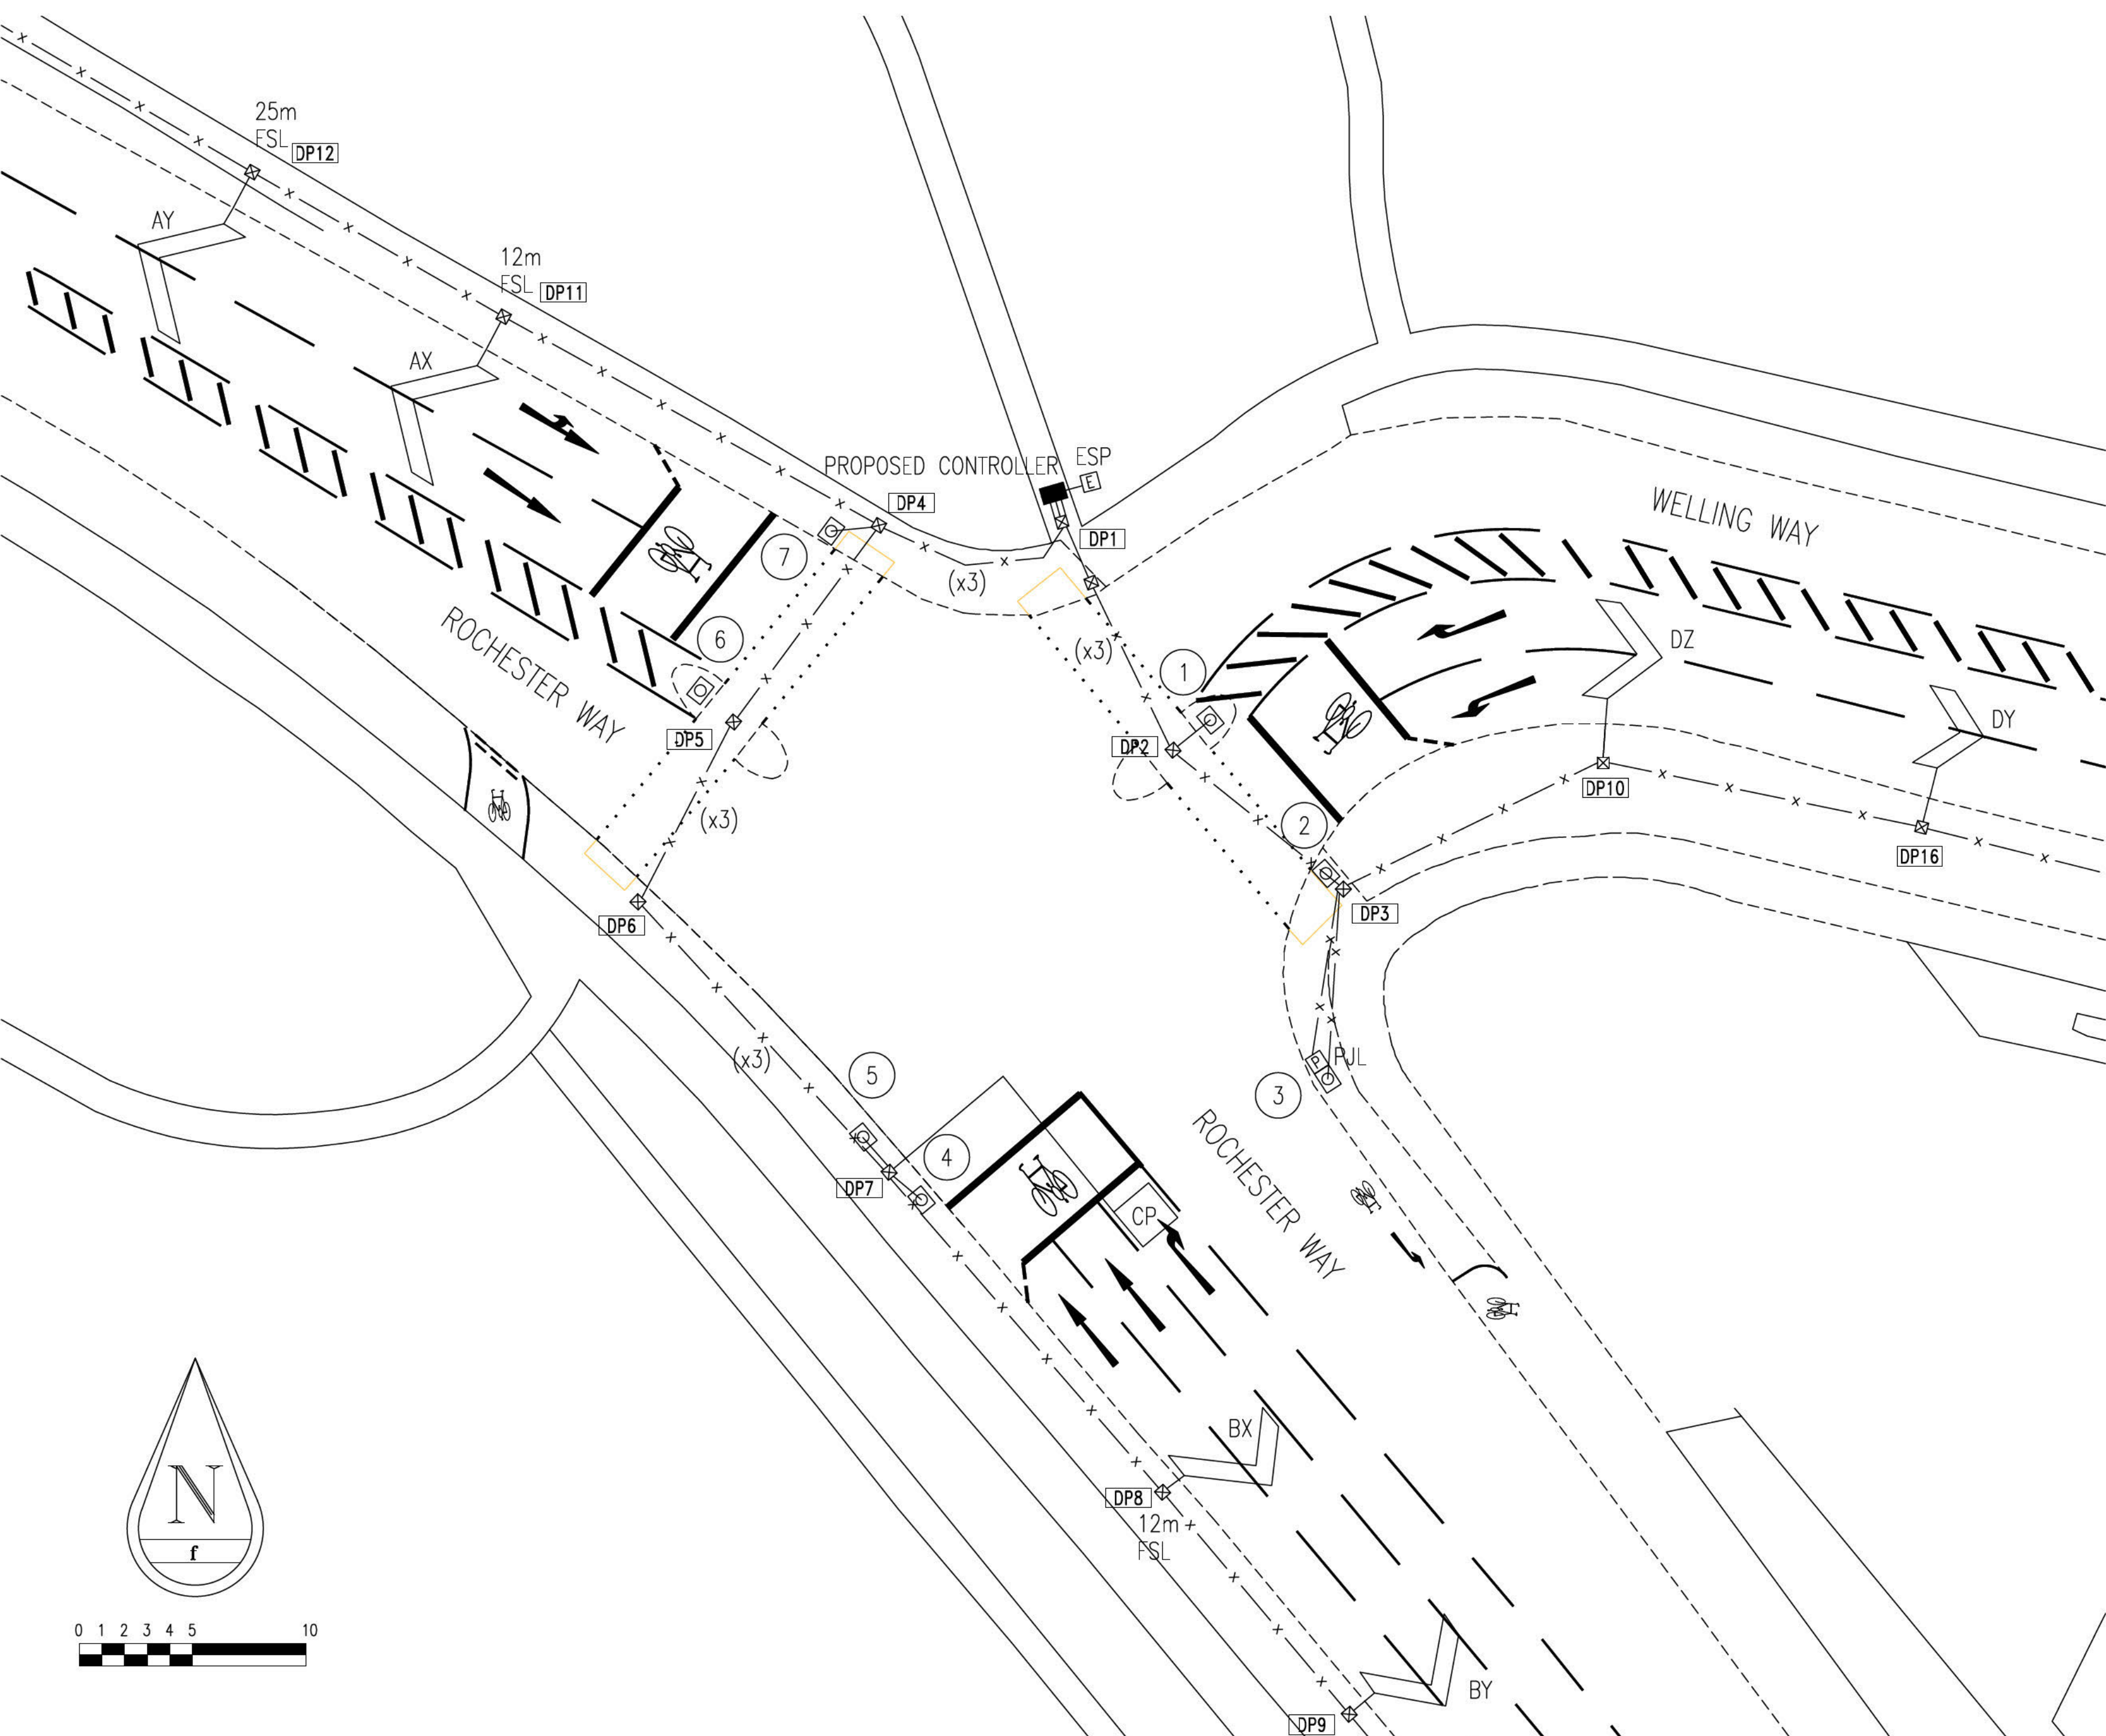 25m
FSL
DP12
AY
12m
FSL
DP11
AX
PROPOSED CONTROLLER
ESP
E
DP4
DP1
WELLING WAY
7
(x3)
6
(x3)
1
DZ
DY
ROCHESTER WAY
DP5
DP2
DP10
(x3)
2
DP16
DP6
DP3
(x3)
5
P
PJL
3
4
DP7
ROCHESTER WAY
CP
BX
DP8
12m
FSL
N
f
0 1 2 3 4 5 10
BY
DP9